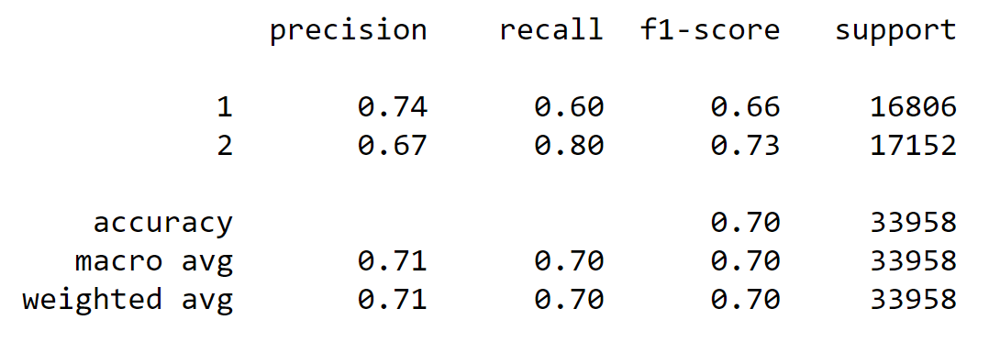 precision recall f1-score support
1 0.74 0.60 0.66 16806
2 0.67 0.80 0.73 17152
accuracy 0.70 33958
macro avg 0.71 0.70 0.70 33958
weighted avg 0.71 0.70 0.70 33958